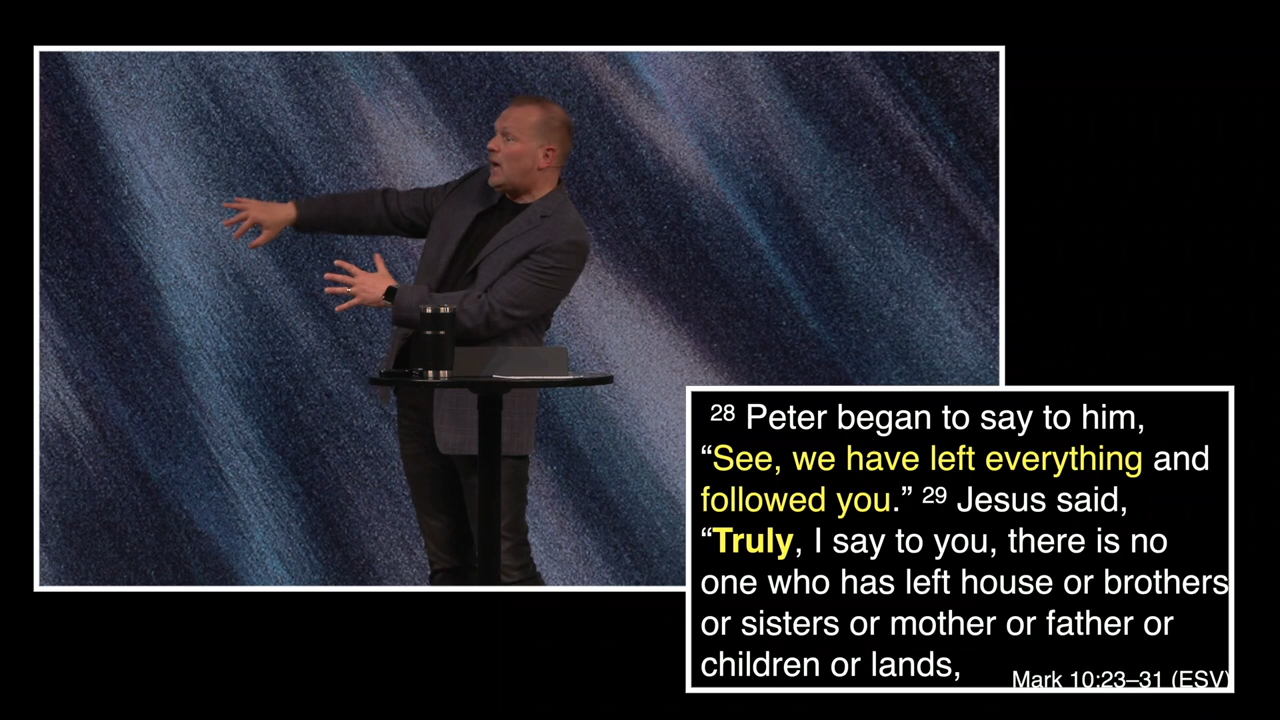 28 Peter began to say to him,
“See, we have left everything and
followed you.” 29 Jesus said,
“Truly, I say to you, there is no
one who has left house or brothers
or sisters or mother or father or
children or lands,
Mark 10:23–31 (ESV)